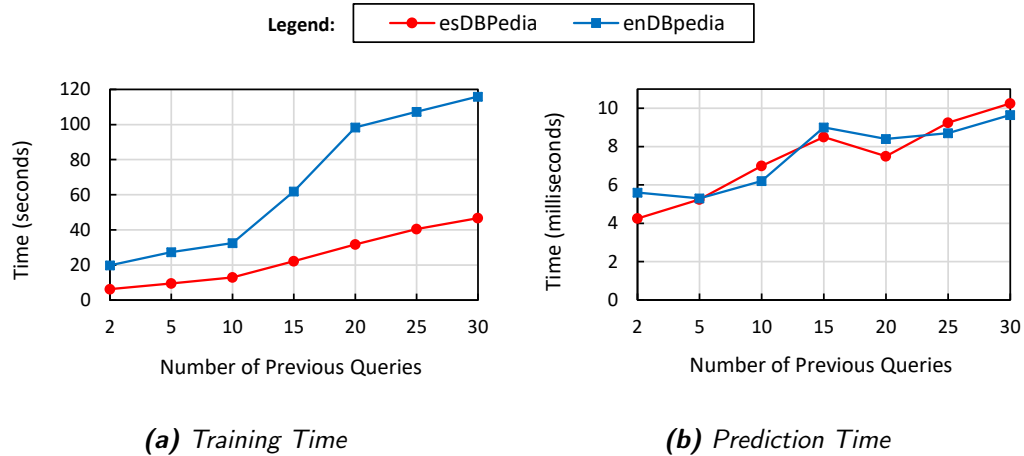 Legend: esDBPedia enDBpedia
120
100
80
60
40
20
0
Time (seconds)
2 5 10 15 20 25 30
Number of Previous Queries
(a) Training Time
10
8
6
4
2
0
Time (milliseconds)
2 5 10 15 20 25 30
Number of Previous Queries
(b) Prediction Time